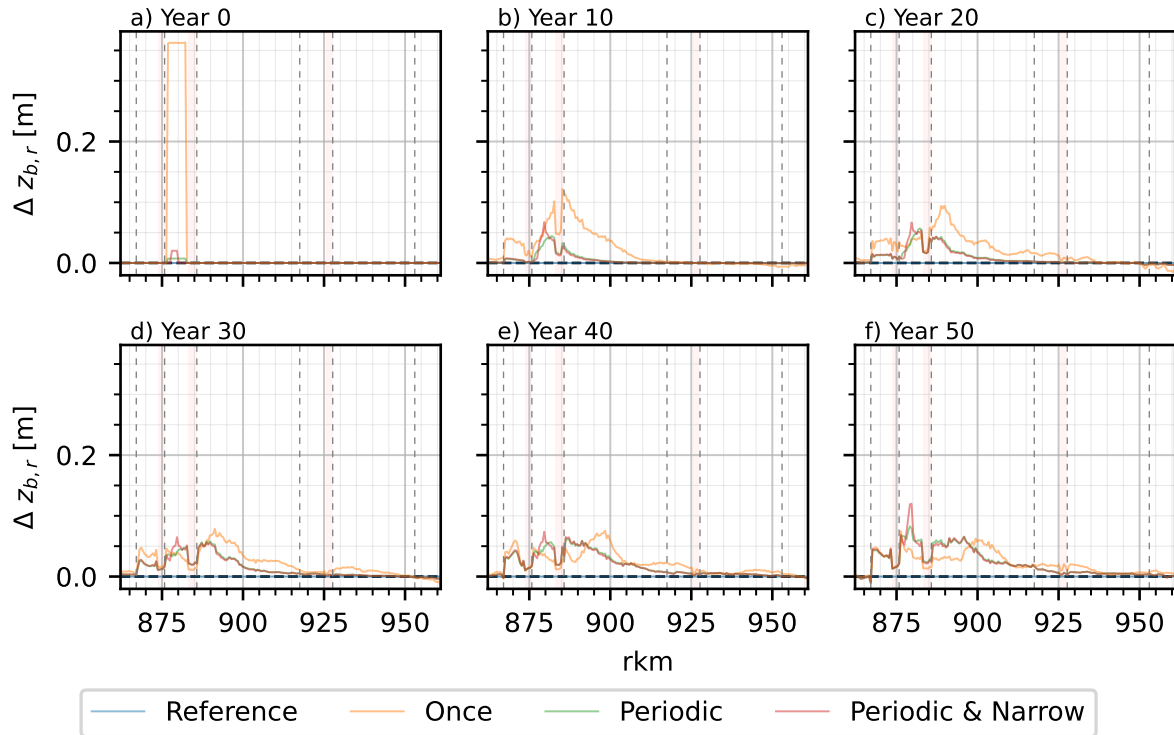 a) Year 0
b) Year 10
c) Year 20
Δ z_{b,r} [m]
0.2
0.0
d) Year 30
e) Year 40
f) Year 50
Δ z_{b,r} [m]
0.2
0.0
875 900 925 950
875 900 925 950
875 900 925 950
rkm
Reference
Once
Periodic
Periodic & Narrow